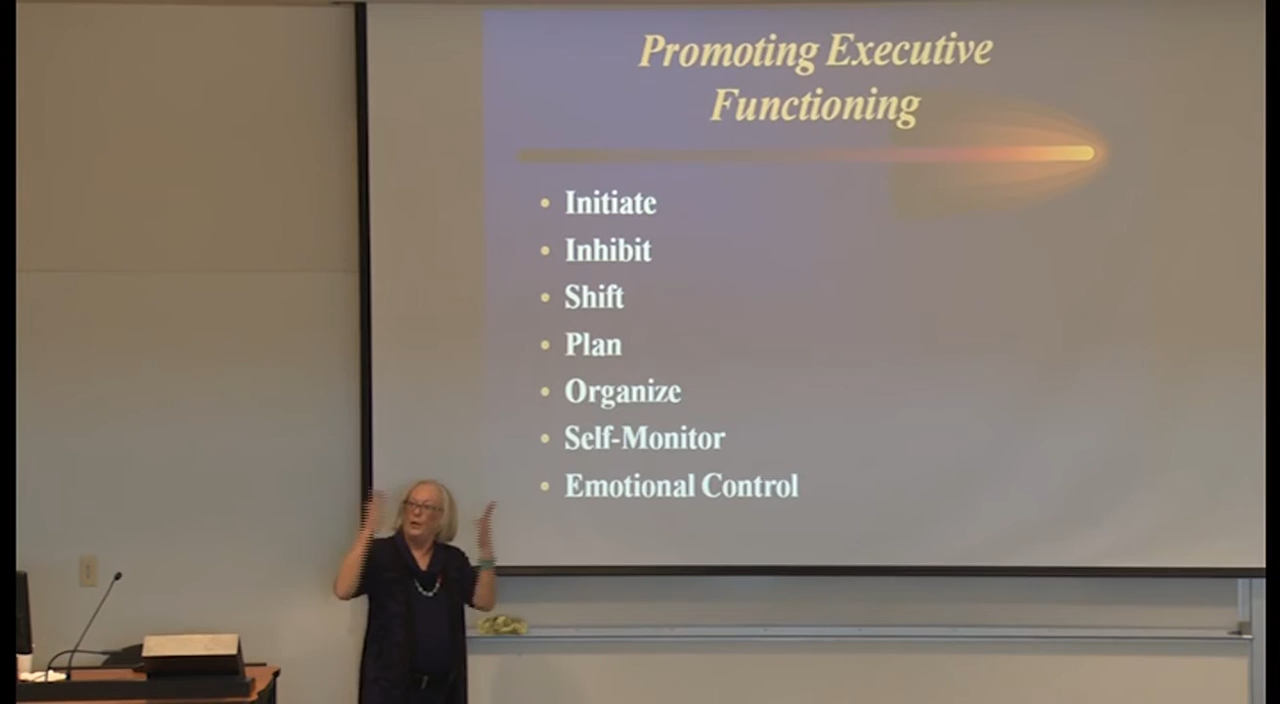 Promoting Executive
Functioning
• Initiate
• Inhibit
• Shift
• Plan
• Organize
• Self-Monitor
• Emotional Control